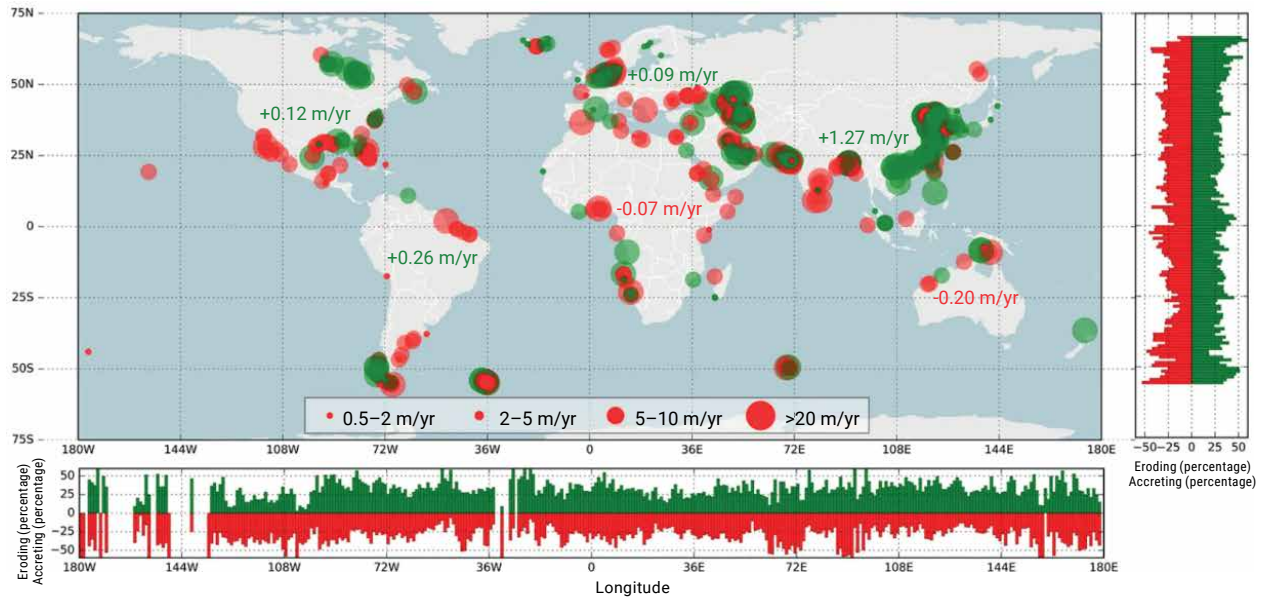 75N
50N
25N
0
25S
50S
75S
+0.12 m/yr
+0.09 m/yr
+1.27 m/yr
-0.07 m/yr
+0.26 m/yr
-0.20 m/yr
0.5–2 m/yr 2–5 m/yr 5–10 m/yr >20 m/yr
180W 144W 108W 72W 36W 0 36E 72E 108E 144E 180E
−50 −25 0 25 50
Eroding (percentage)
Accreting (percentage)
Eroding (percentage)
Accreting (percentage)
50
25
0
−25
−50
180W 144W 108W 72W 36W 0 36E 72E 108E 144E 180E
Longitude